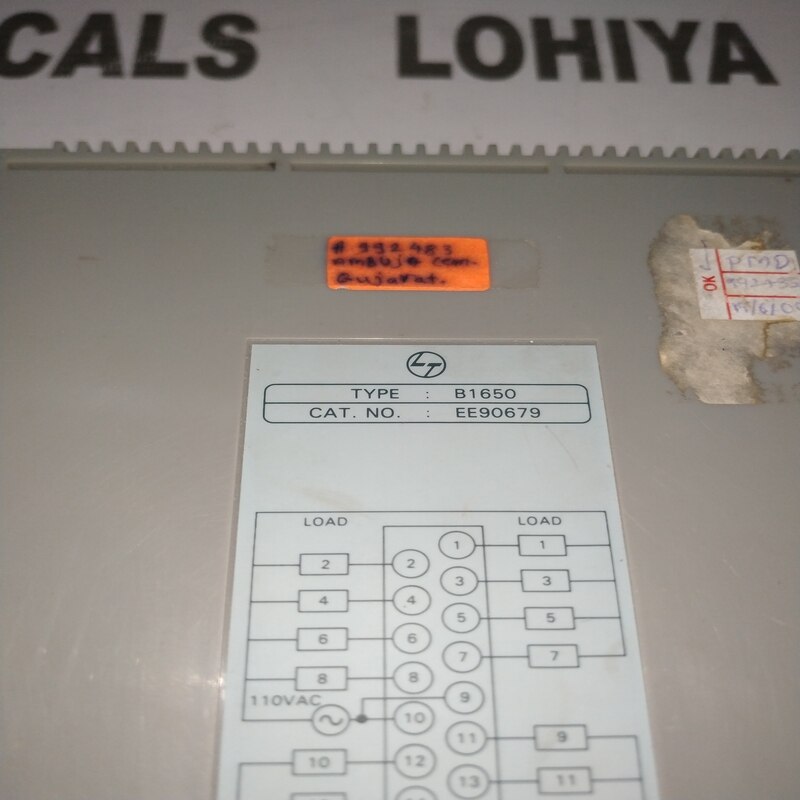 CALS LOHIYA
# 992483
ambuja cem-
Gujarat.
OK
PMD
LT
TYPE : B1650
CAT. NO. : EE90679
LOAD LOAD
1 1
2 2
3 3
4 4
5 5
6 6
7 7
8 8
110VAC 9
10
11 9
10 12
13 11